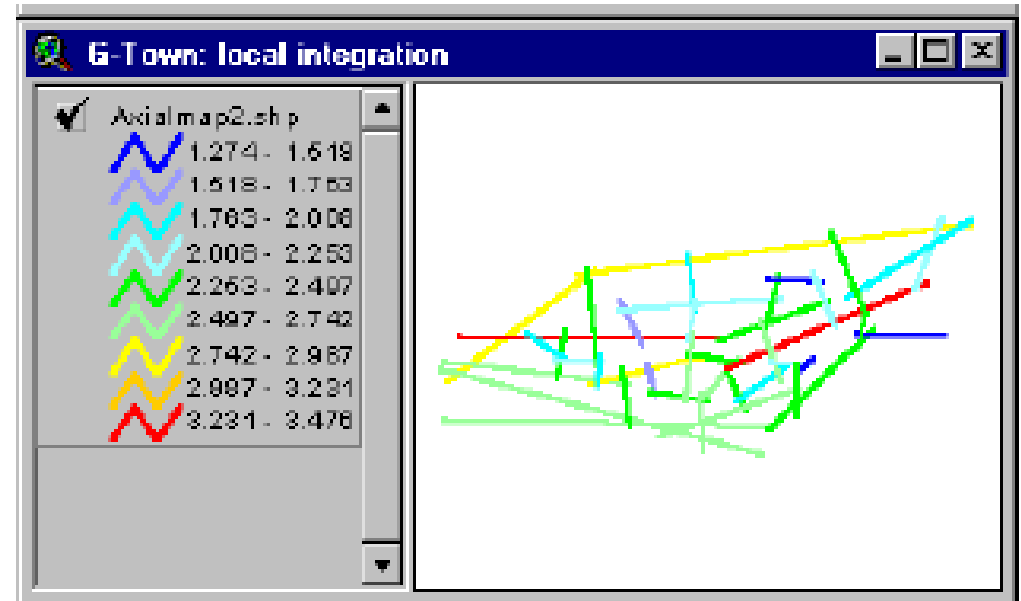 G-Town: local integration
Axialmap2.shp
1.274 - 1.519
1.518 - 1.763
1.763 - 2.008
2.008 - 2.253
2.253 - 2.497
2.497 - 2.742
2.742 - 2.987
2.987 - 3.231
3.231 - 3.476